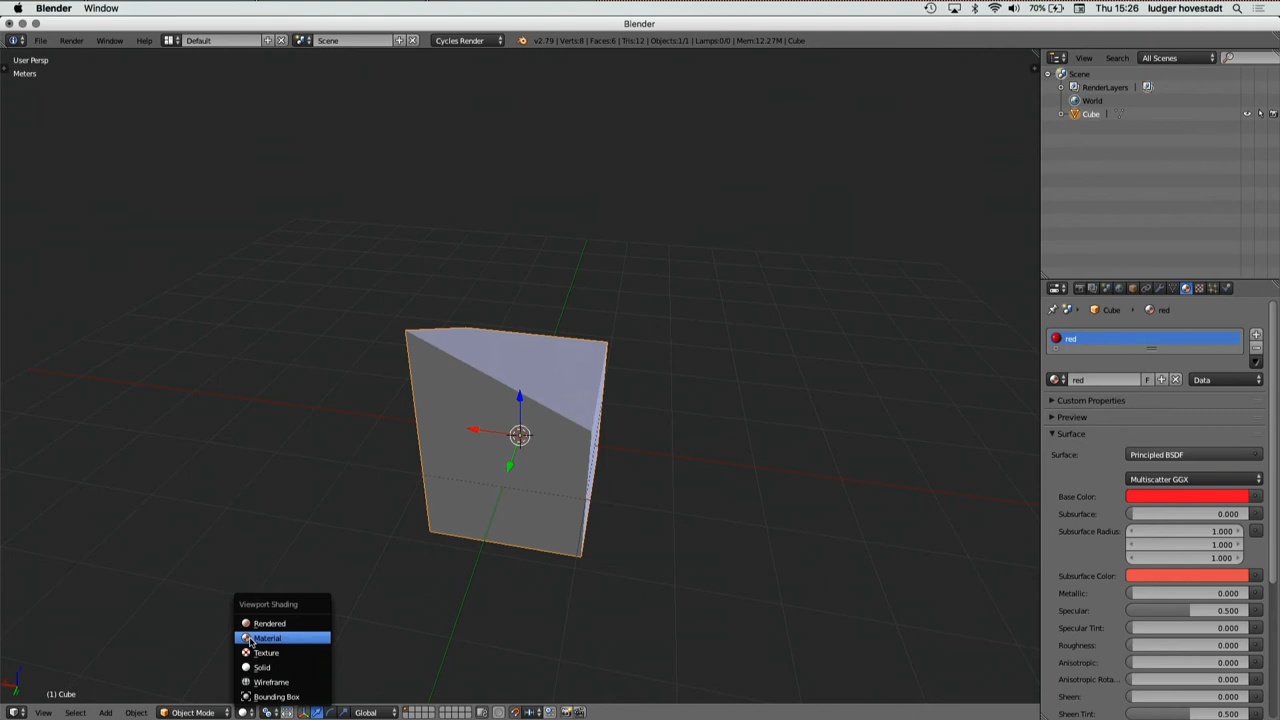 Blender Window 70% Thu 15:26 ludger hovestadt
Blender
File Render Window Help Default Scene Cycles Render v2.79 | Verts:8 | Faces:6 | Tris:12 | Objects:1/1 | Lamps:0/0 | Mem:12.27M | Cube
User Persp
Meters
View Search All Scenes
Scene
RenderLayers |
World
Cube |
Cube red
red
red F Data
Custom Properties
Preview
Surface
Surface: Principled BSDF
Multiscatter GGX
Base Color:
Subsurface: 0.000
Subsurface Radius: 1.000
1.000
1.000
Subsurface Color:
Metallic: 0.000
Specular: 0.500
Specular Tint: 0.000
Roughness: 0.000
Anisotropic: 0.000
Anisotropic Rota... 0.000
Sheen: 0.000
Sheen Tint: 0.500
Viewport Shading
Rendered
Material
Texture
Solid
Wireframe
Bounding Box
(1) Cube
View Select Add Object Object Mode Global